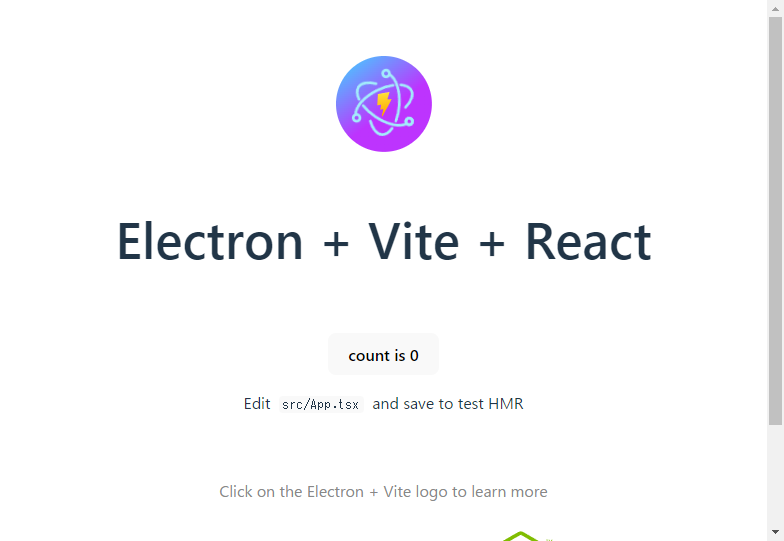 Electron + Vite + React
count is 0
Edit src/App.tsx and save to test HMR
Click on the Electron + Vite logo to learn more